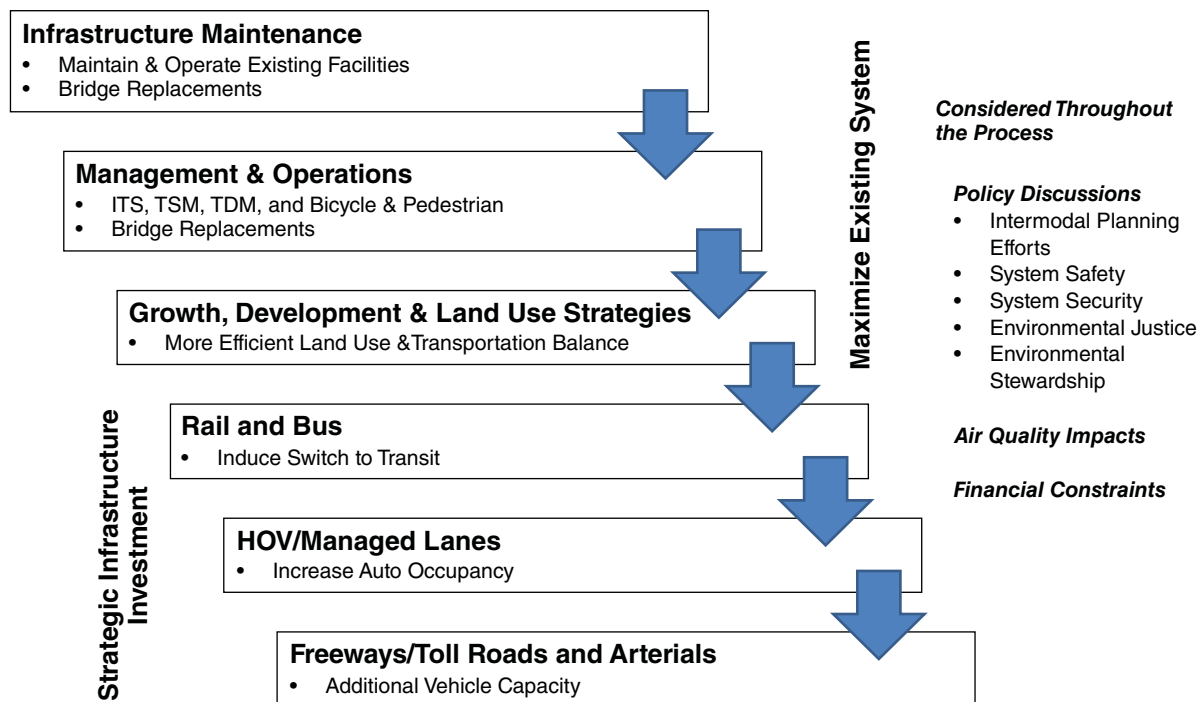 Infrastructure Maintenance
• Maintain & Operate Existing Facilities
• Bridge Replacements
Management & Operations
• ITS, TSM, TDM, and Bicycle & Pedestrian
• Bridge Replacements
Growth, Development & Land Use Strategies
• More Efficient Land Use &Transportation Balance
Rail and Bus
• Induce Switch to Transit
HOV/Managed Lanes
• Increase Auto Occupancy
Freeways/Toll Roads and Arterials
• Additional Vehicle Capacity
Strategic Infrastructure
Investment
Maximize Existing System
Considered Throughout
the Process
Policy Discussions
• Intermodal Planning
Efforts
• System Safety
• System Security
• Environmental Justice
• Environmental
Stewardship
Air Quality Impacts
Financial Constraints